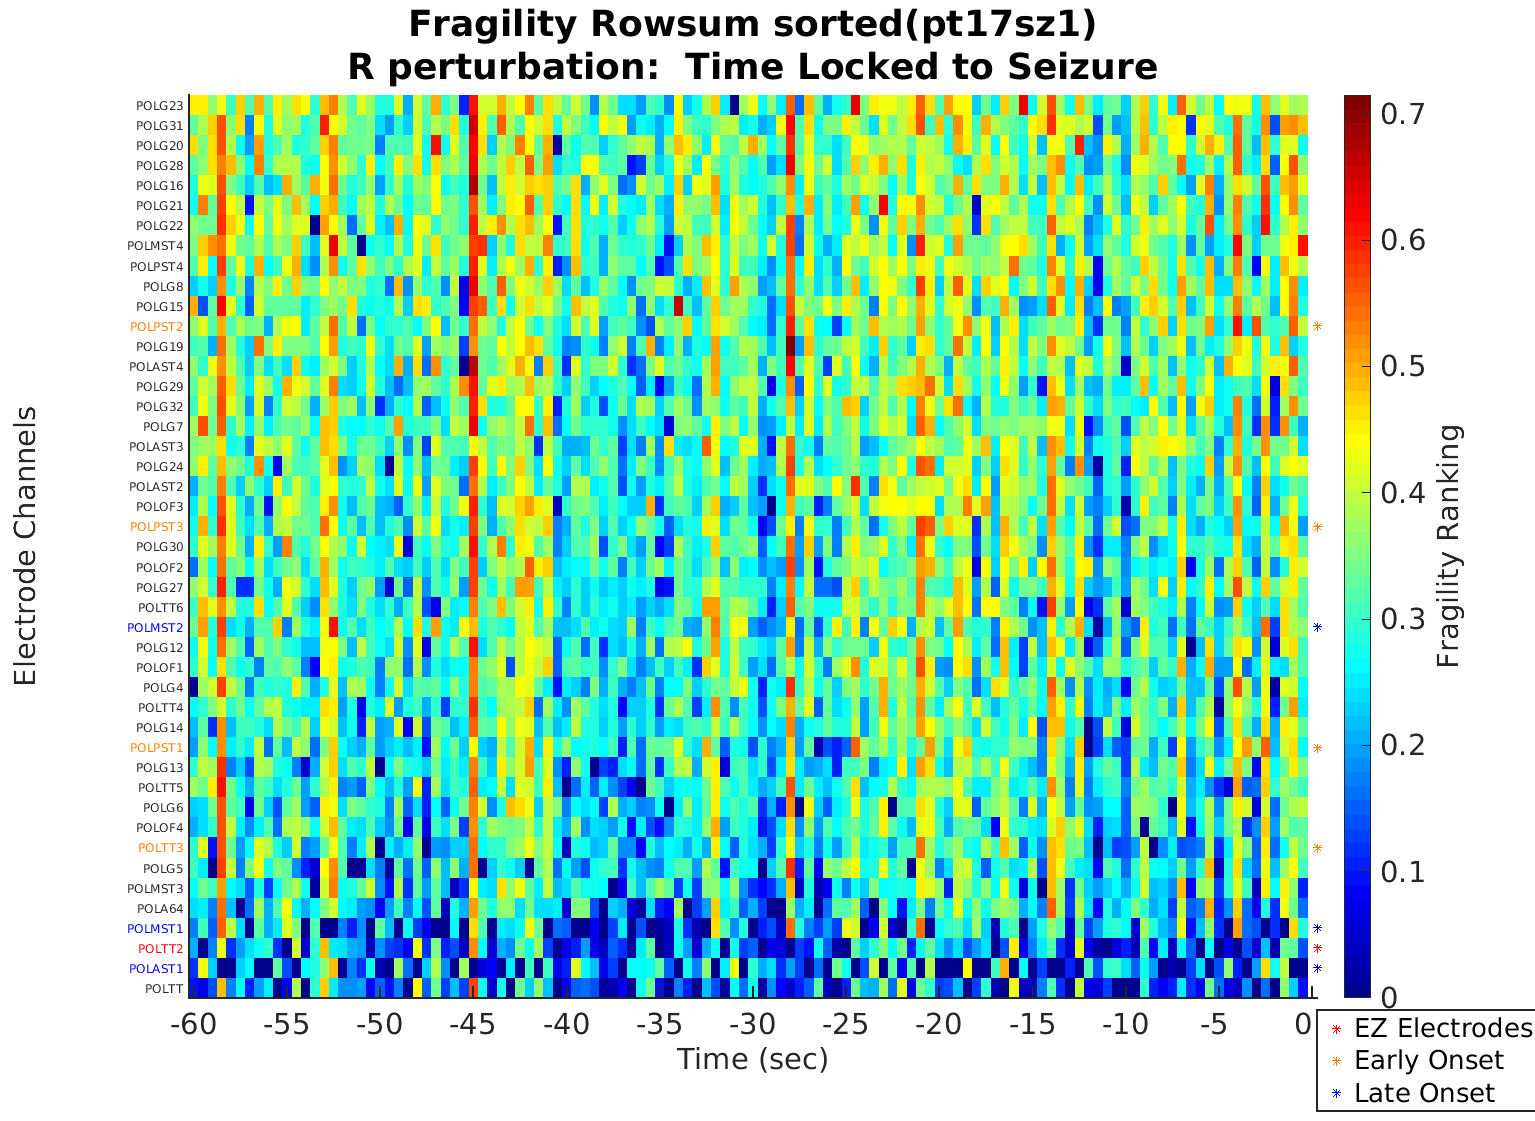 Fragility Rowsum sorted(pt17sz1)
R perturbation:  Time Locked to Seizure
Electrode Channels
POLG23
POLG31
POLG20
POLG28
POLG16
POLG21
POLG22
POLMST4
POLPST4
POLG8
POLG15
POLPST2
POLG19
POLAST4
POLG29
POLG32
POLG7
POLAST3
POLG24
POLAST2
POLOF3
POLPST3
POLG30
POLOF2
POLG27
POLTT6
POLMST2
POLG12
POLOF1
POLG4
POLTT4
POLG14
POLPST1
POLG13
POLTT5
POLG6
POLOF4
POLTT3
POLG5
POLMST3
POLA64
POLMST1
POLTT2
POLAST1
POLTT
-60 -55 -50 -45 -40 -35 -30 -25 -20 -15 -10 -5 0
Time (sec)
0.7
0.6
0.5
0.4
0.3
0.2
0.1
0
Fragility Ranking
EZ Electrodes
Early Onset
Late Onset